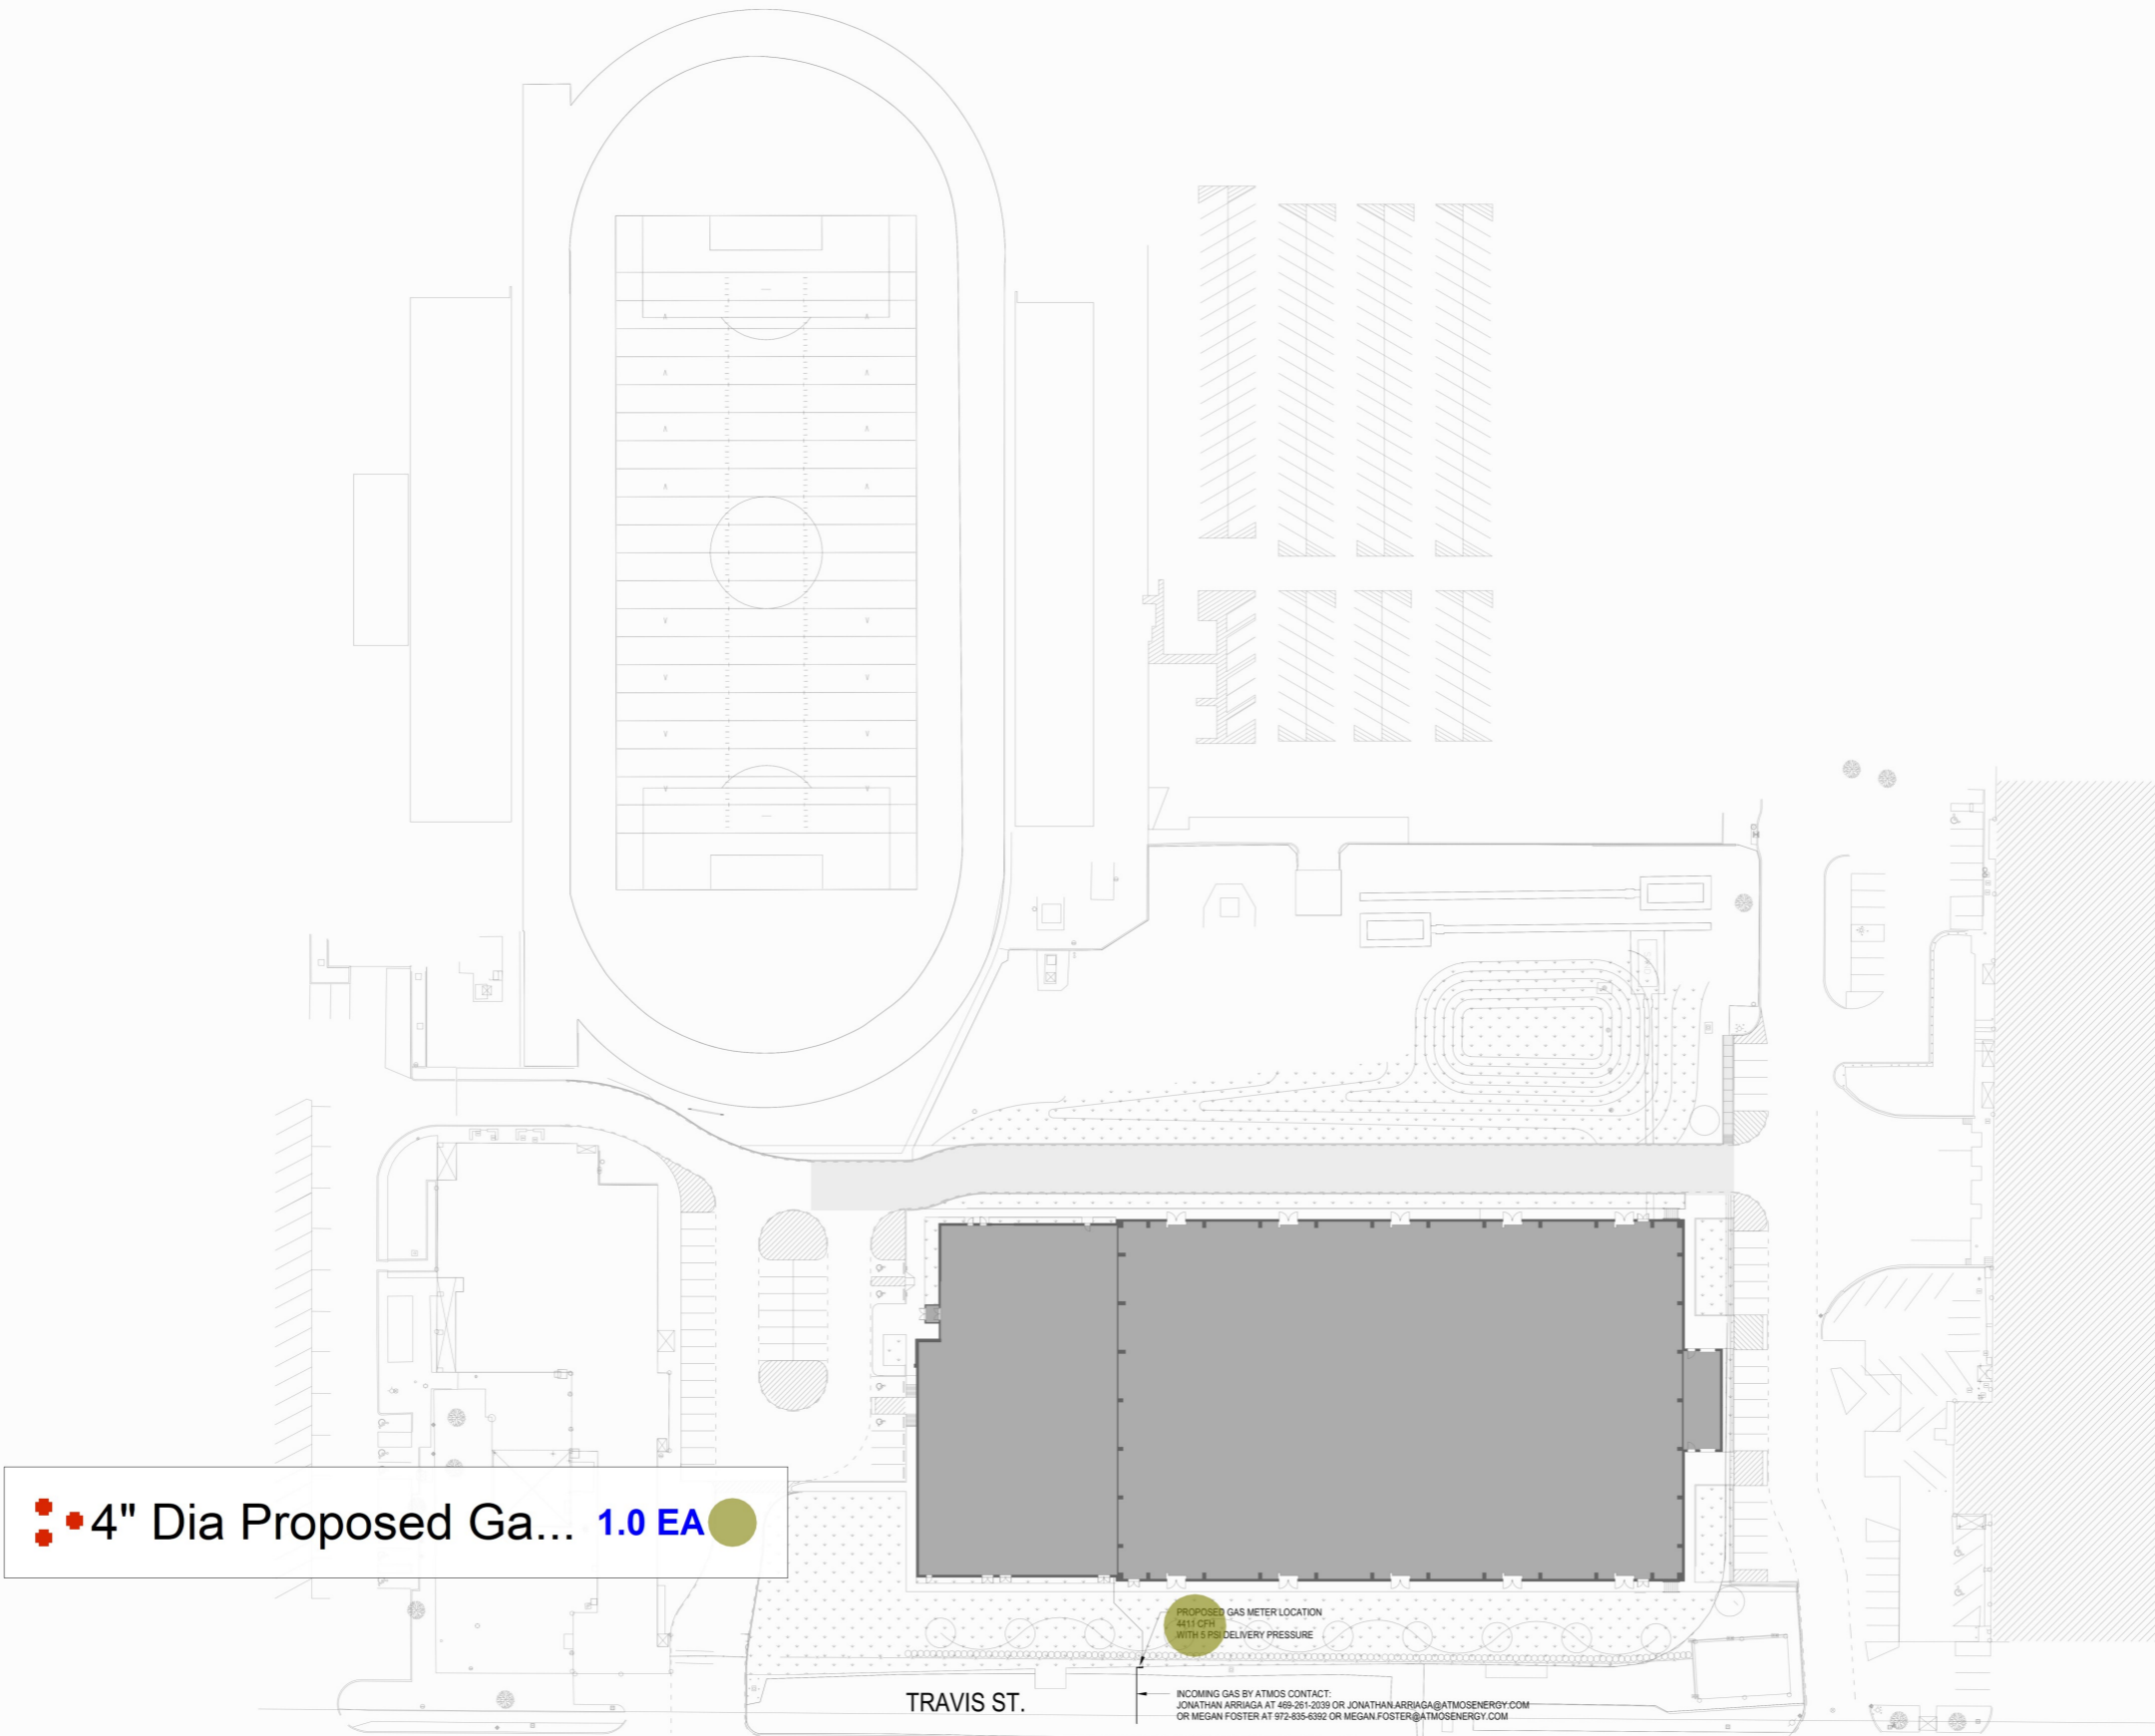 4" Dia Proposed Ga... 1.0 EA
PROPOSED GAS METER LOCATION
4411 CFH
WITH 5 PSI DELIVERY PRESSURE
TRAVIS ST.
INCOMING GAS BY ATMOS CONTACT:
JONATHAN ARRIAGA AT 469-261-2039 OR JONATHAN.ARRIAGA@ATMOSENERGY.COM
OR MEGAN FOSTER AT 972-835-6392 OR MEGAN.FOSTER@ATMOSENERGY.COM